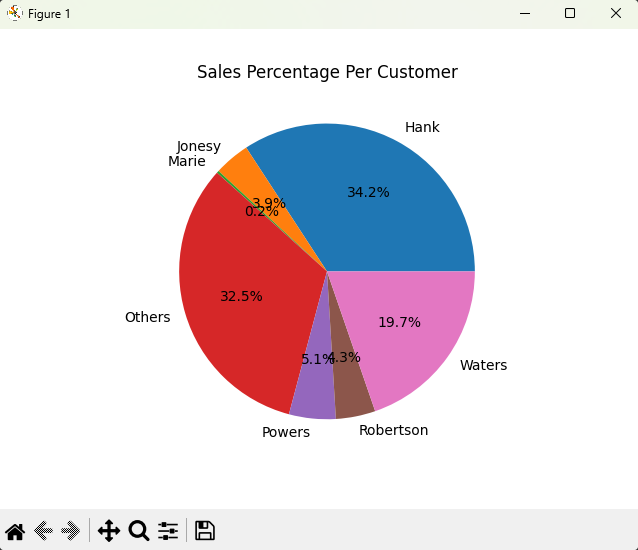 Figure 1
Sales Percentage Per Customer
Hank
34.2%
Jonesy
3.9%
Marie
0.2%
Others
32.5%
Powers
5.1%
Robertson
4.3%
Waters
19.7%